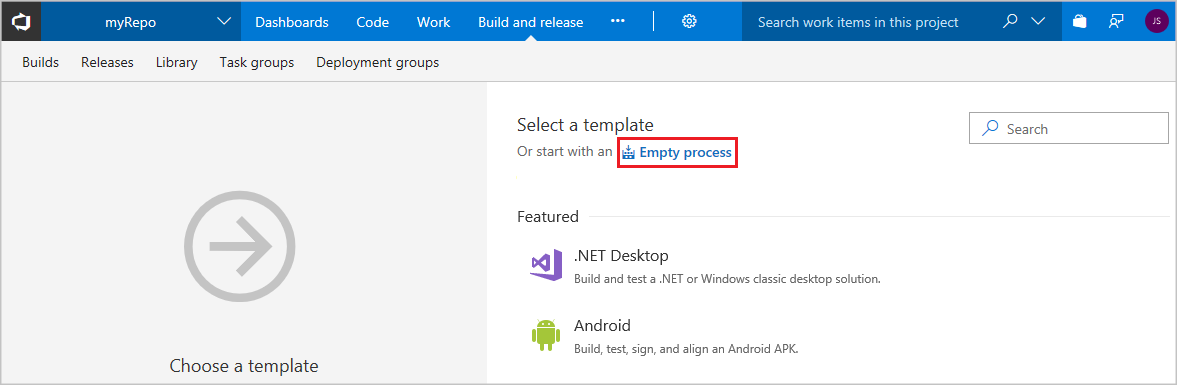 myRepo Dashboards Code Work Build and release ... Search work items in this project JS
Builds Releases Library Task groups Deployment groups
Select a template
Search
Or start with an Empty process
Featured
.NET Desktop
Build and test a .NET or Windows classic desktop solution.
Android
Build, test, sign, and align an Android APK.
Choose a template